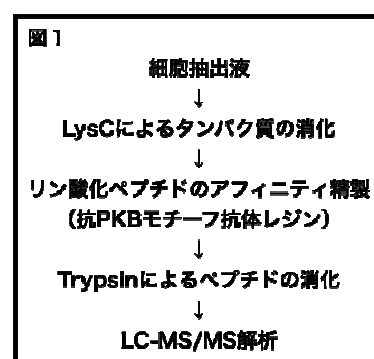 図1
細胞抽出液
↓
LysCによるタンパク質の消化
↓
リン酸化ペプチドのアフィニティ精製
（抗PKBモチーフ抗体レジン）
↓
Trypsinによるペプチドの消化
↓
LC-MS/MS解析